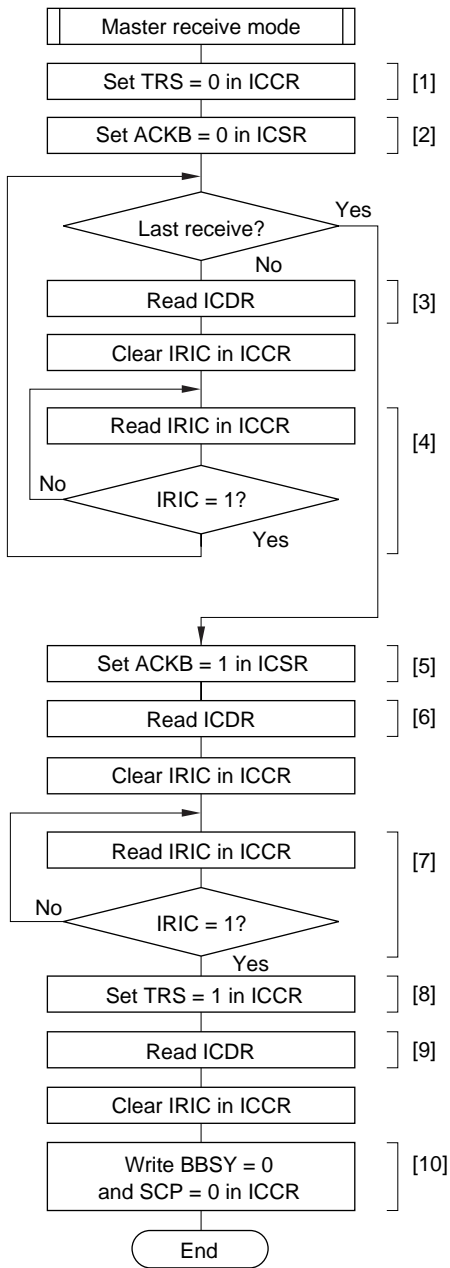 Master receive mode
Set TRS = 0 in ICCR [1]
Set ACKB = 0 in ICSR [2]
Last receive? Yes
No
Read ICDR [3]
Clear IRIC in ICCR
Read IRIC in ICCR [4]
No IRIC = 1?
Yes
Set ACKB = 1 in ICSR [5]
Read ICDR [6]
Clear IRIC in ICCR
Read IRIC in ICCR [7]
No IRIC = 1?
Yes
Set TRS = 1 in ICCR [8]
Read ICDR [9]
Clear IRIC in ICCR
Write BBSY = 0 [10]
and SCP = 0 in ICCR
End